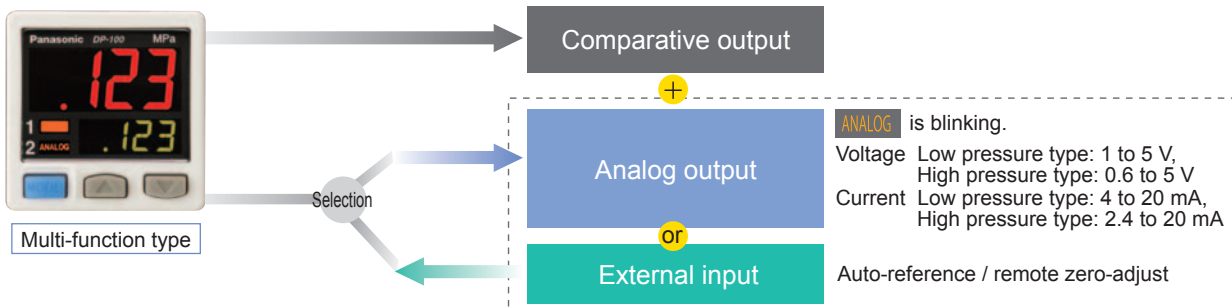 Panasonic DP-100 MPa
.123
1
.123
2 ANALOG
MODE
Multi-function type
Selection
Comparative output
+
Analog output
or
External input
ANALOG is blinking.
Voltage Low pressure type: 1 to 5 V,
High pressure type: 0.6 to 5 V
Current Low pressure type: 4 to 20 mA,
High pressure type: 2.4 to 20 mA
Auto-reference / remote zero-adjust